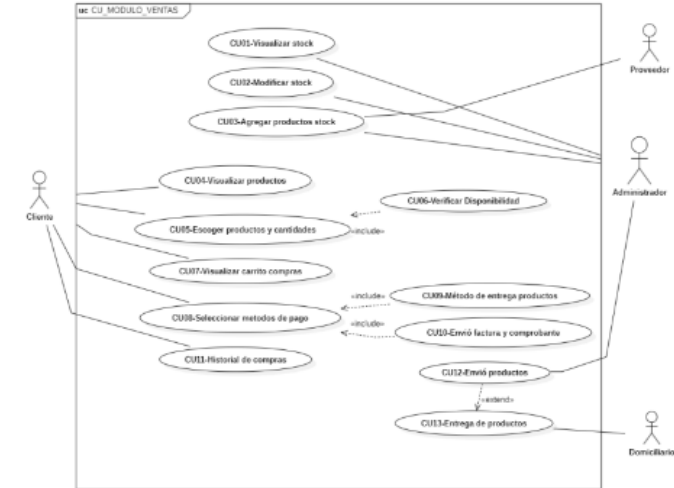 uc CU_MODULO_VENTAS
CU01-Visualizar stock
Proveedor
CU02-Modificar stock
CU03-Agregar productos stock
CU04-Visualizar productos
Administrador
CU06-Verificar Disponibilidad
Cliente
CU05-Escoger productos y cantidades
«include»
CU07-Visualizar carrito compras
«include»
CU09-Método de entrega productos
CU08-Seleccionar metodos de pago
«include»
CU10-Envió factura y comprobante
CU11-Historial de compras
CU12-Envió productos
«extend»
CU13-Entrega de productos
Domiciliario